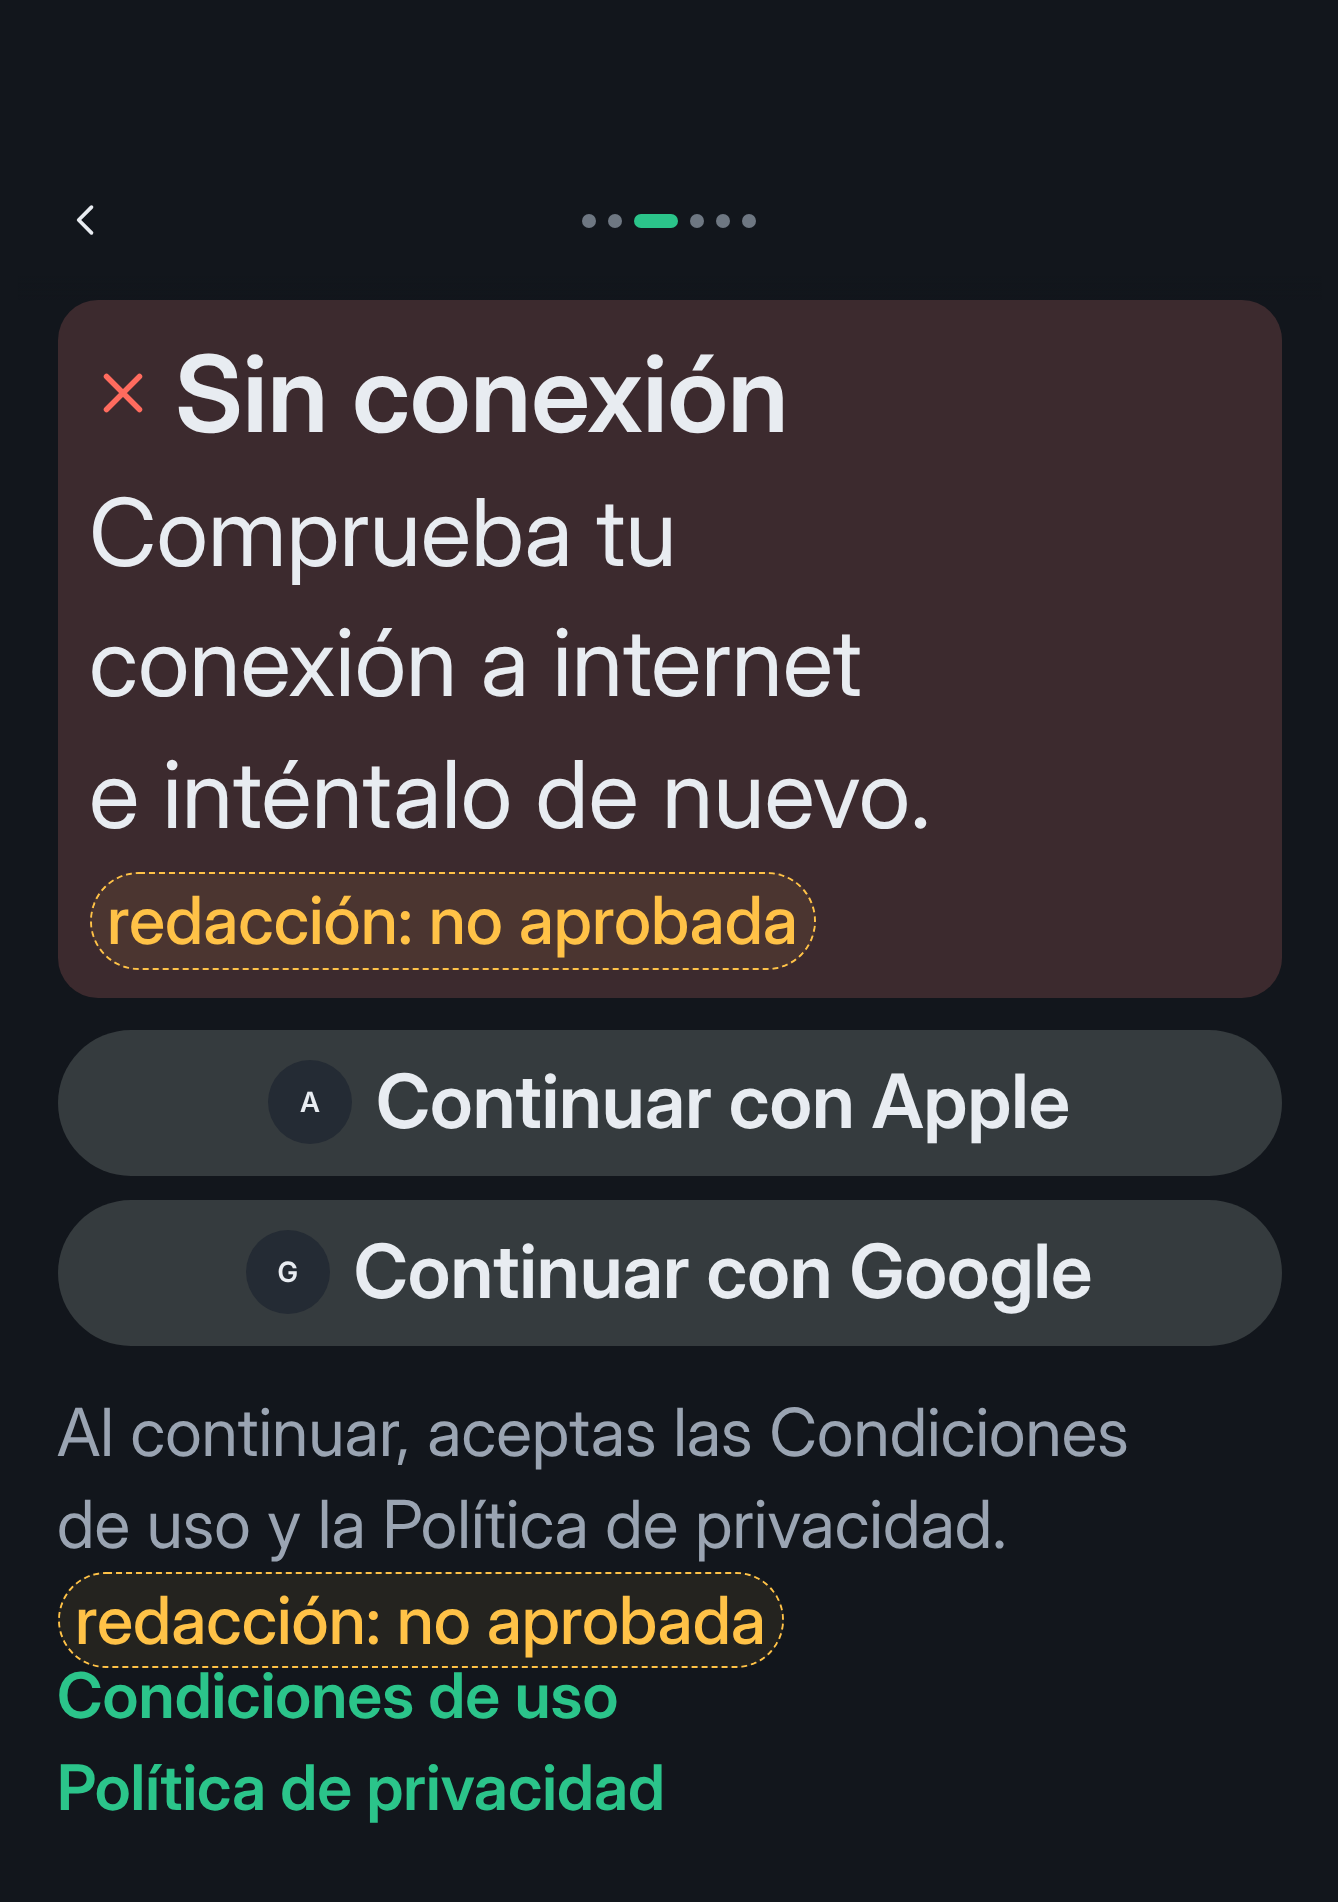 Sin conexión
Comprueba tu
conexión a internet
e inténtalo de nuevo.
redacción: no aprobada
A Continuar con Apple
G Continuar con Google
Al continuar, aceptas las Condiciones
de uso y la Política de privacidad.
redacción: no aprobada
Condiciones de uso
Política de privacidad